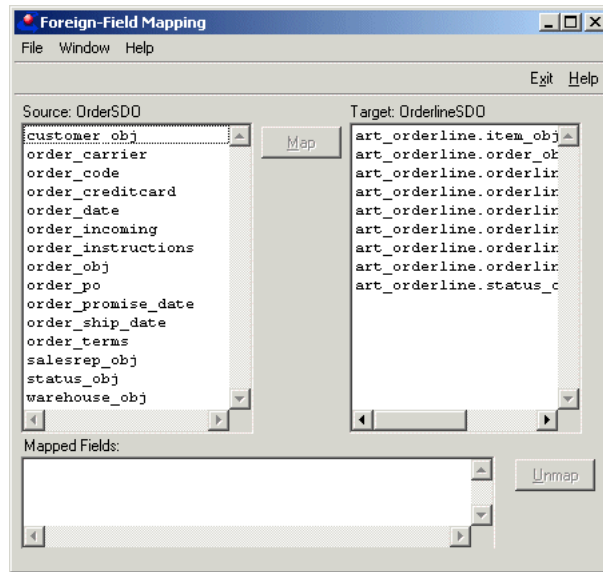 Foreign-Field Mapping
File Window Help
Exit Help
Source: OrderSDO
Target: OrderlineSDO
customer_obj
order_carrier
order_code
order_creditcard
order_date
order_incoming
order_instructions
order_obj
order_po
order_promise_date
order_ship_date
order_terms
salesrep_obj
status_obj
warehouse_obj
Map
art_orderline.item_obj
art_orderline.order_ob
art_orderline.orderlin
art_orderline.orderlin
art_orderline.orderlin
art_orderline.orderlin
art_orderline.orderlin
art_orderline.orderlin
art_orderline.status_o
Mapped Fields:
Unmap